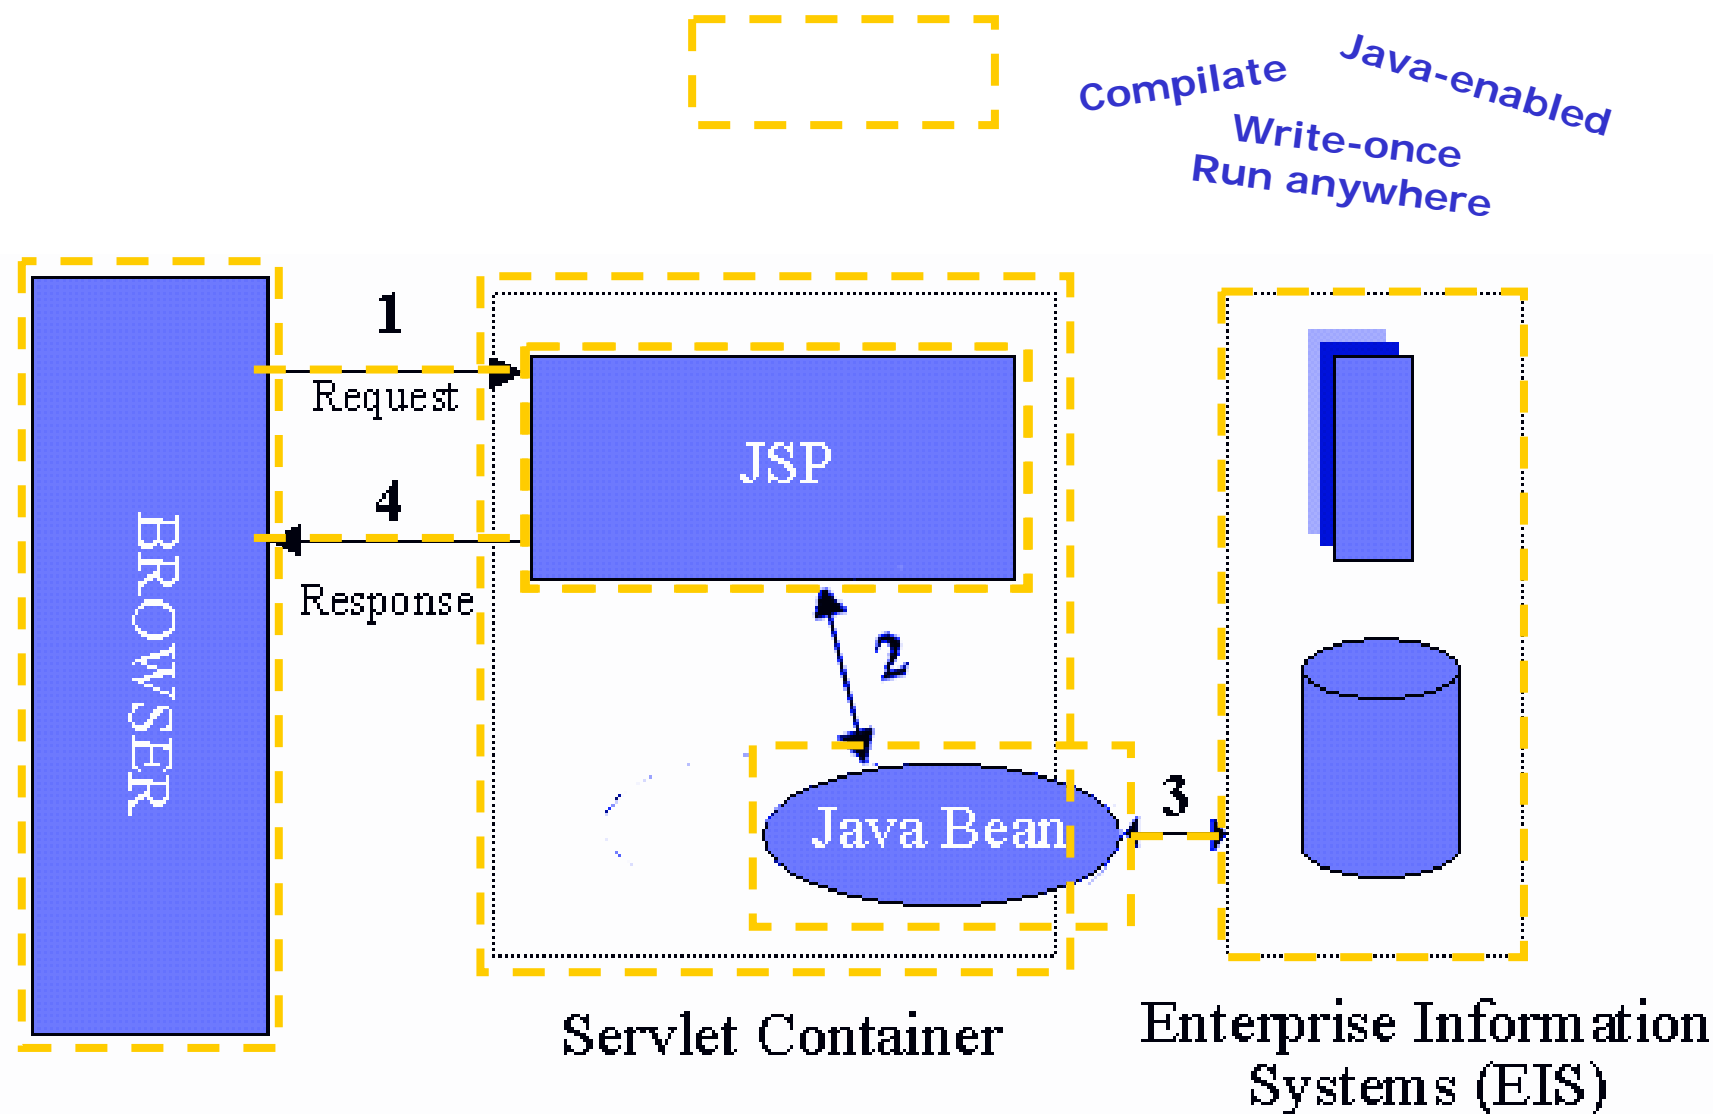 Compilate
Java-enabled
Write-once
Run anywhere
1
Request
JSP
4
Response
BROWSER
2
Java Bean
3
Servlet Container
Enterprise Information
Systems (EIS)